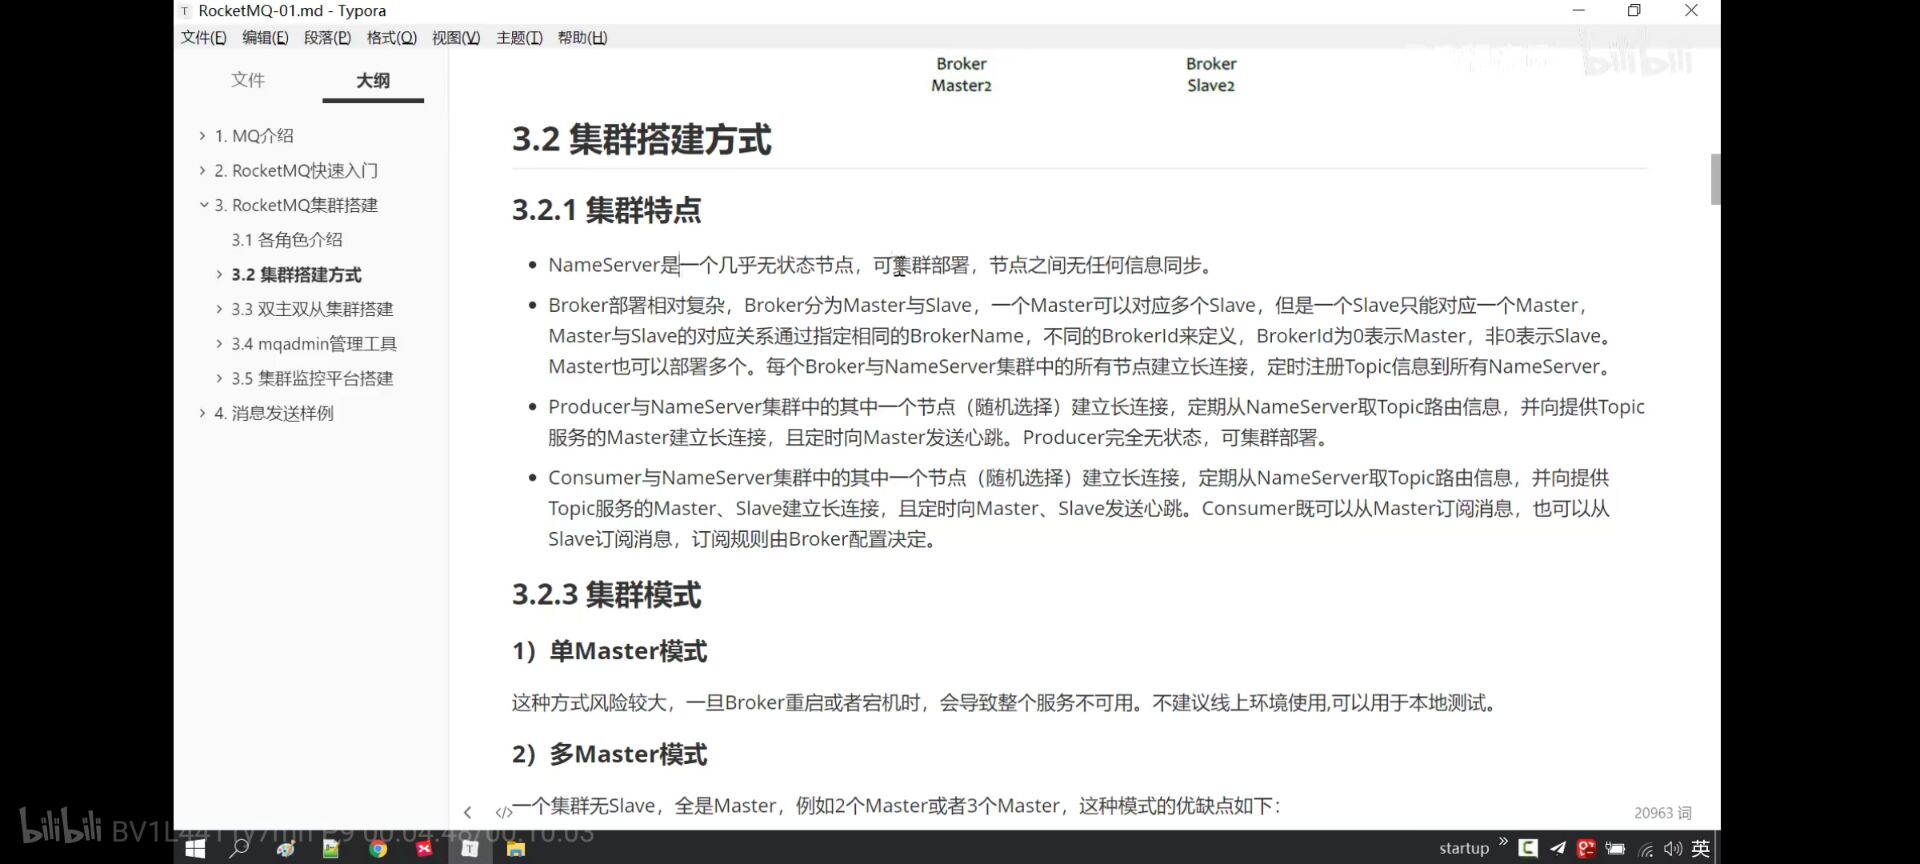 RocketMQ-01.md - Typora
文件(F) 编辑(E) 段落(P) 格式(O) 视图(V) 主题(T) 帮助(H)
文件 大纲
1. MQ介绍
2. RocketMQ快速入门
3. RocketMQ集群搭建
3.1 各角色介绍
3.2 集群搭建方式
3.3 双主双从集群搭建
3.4 mqadmin管理工具
3.5 集群监控平台搭建
4. 消息发送样例
Broker Broker
Master2 Slave2
bilibili
3.2 集群搭建方式
3.2.1 集群特点
NameServer是一个几乎无状态节点，可集群部署，节点之间无任何信息同步。
Broker部署相对复杂，Broker分为Master与Slave，一个Master可以对应多个Slave，但是一个Slave只能对应一个Master，
Master与Slave的对应关系通过指定相同的BrokerName，不同的BrokerId来定义，BrokerId为0表示Master，非0表示Slave。
Master也可以部署多个。每个Broker与NameServer集群中的所有节点建立长连接，定时注册Topic信息到所有NameServer。
Producer与NameServer集群中的其中一个节点（随机选择）建立长连接，定期从NameServer取Topic路由信息，并向提供Topic
服务的Master建立长连接，且定时向Master发送心跳。Producer完全无状态，可集群部署。
Consumer与NameServer集群中的其中一个节点（随机选择）建立长连接，定期从NameServer取Topic路由信息，并向提供
Topic服务的Master、Slave建立长连接，且定时向Master、Slave发送心跳。Consumer既可以从Master订阅消息，也可以从
Slave订阅消息，订阅规则由Broker配置决定。
3.2.3 集群模式
1）单Master模式
这种方式风险较大，一旦Broker重启或者宕机时，会导致整个服务不可用。不建议线上环境使用,可以用于本地测试。
2）多Master模式
一个集群无Slave，全是Master，例如2个Master或者3个Master，这种模式的优缺点如下：
20963 词
bilibili P9 00:04:48/00:10:03
startup 英